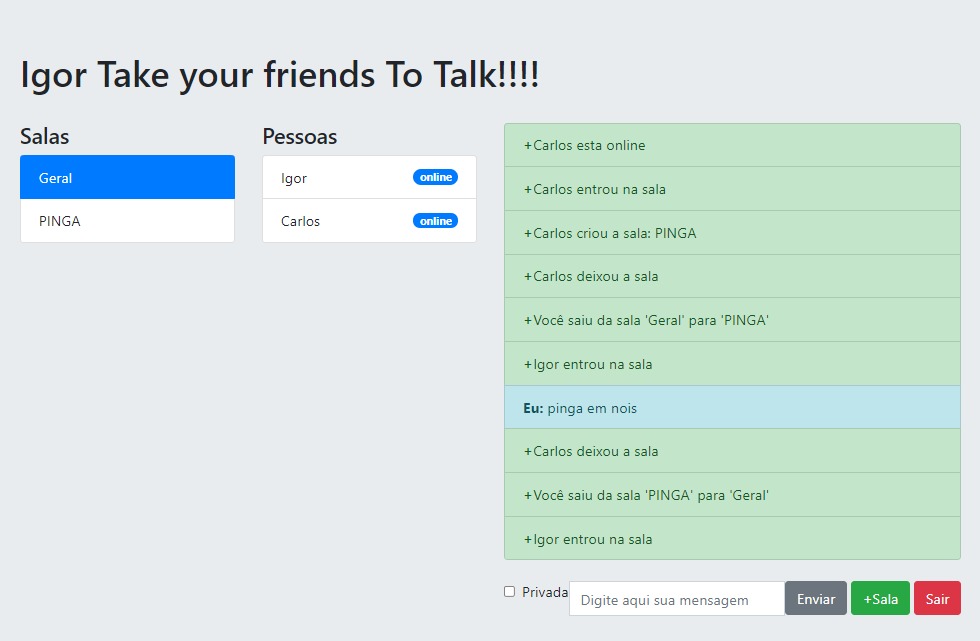 Igor Take your friends To Talk!!!!
Salas
Geral
PINGA
Pessoas
Igor online
Carlos online
+Carlos esta online
+Carlos entrou na sala
+Carlos criou a sala: PINGA
+Carlos deixou a sala
+Você saiu da sala 'Geral' para 'PINGA'
+Igor entrou na sala
Eu: pinga em nois
+Carlos deixou a sala
+Você saiu da sala 'PINGA' para 'Geral'
+Igor entrou na sala
Privada Digite aqui sua mensagem Enviar +Sala Sair